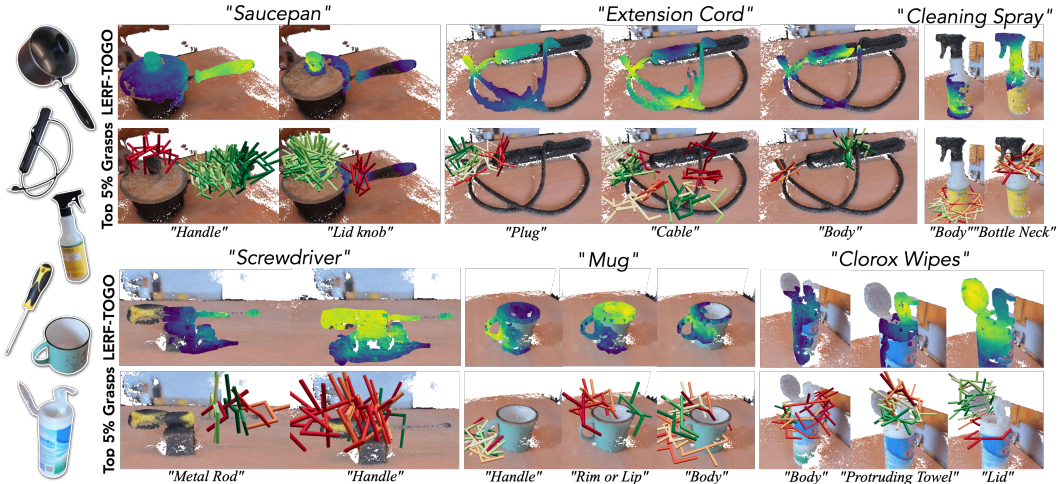 "Saucepan"
"Extension Cord"
"Cleaning Spray"
LERF-TOGO
Top 5% Grasps
"Handle"
"Lid knob"
"Plug"
"Cable"
"Body"
"Body"
"Bottle Neck"
"Screwdriver"
"Mug"
"Clorox Wipes"
LERF-TOGO
Top 5% Grasps
"Metal Rod"
"Handle"
"Handle"
"Rim or Lip"
"Body"
"Body"
"Protruding Towel"
"Lid"